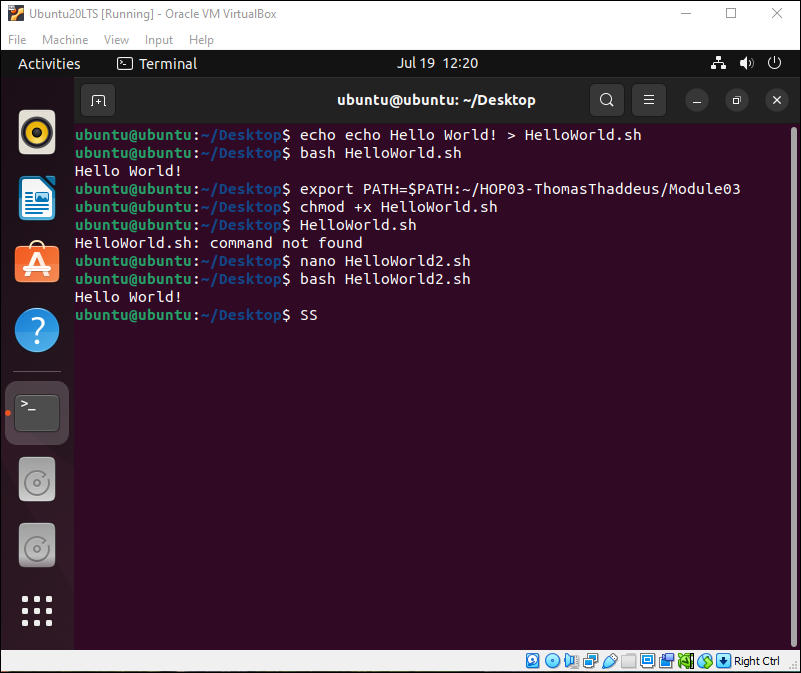 Ubuntu20LTS [Running] - Oracle VM VirtualBox
File Machine View Input Help
Activities Terminal Jul 19 12:20
ubuntu@ubuntu: ~/Desktop
ubuntu@ubuntu:~/Desktop$ echo echo Hello World! > HelloWorld.sh
ubuntu@ubuntu:~/Desktop$ bash HelloWorld.sh
Hello World!
ubuntu@ubuntu:~/Desktop$ export PATH=$PATH:~/HOP03-ThomasThaddeus/Module03
ubuntu@ubuntu:~/Desktop$ chmod +x HelloWorld.sh
ubuntu@ubuntu:~/Desktop$ HelloWorld.sh
HelloWorld.sh: command not found
ubuntu@ubuntu:~/Desktop$ nano HelloWorld2.sh
ubuntu@ubuntu:~/Desktop$ bash HelloWorld2.sh
Hello World!
ubuntu@ubuntu:~/Desktop$ SS
Right Ctrl